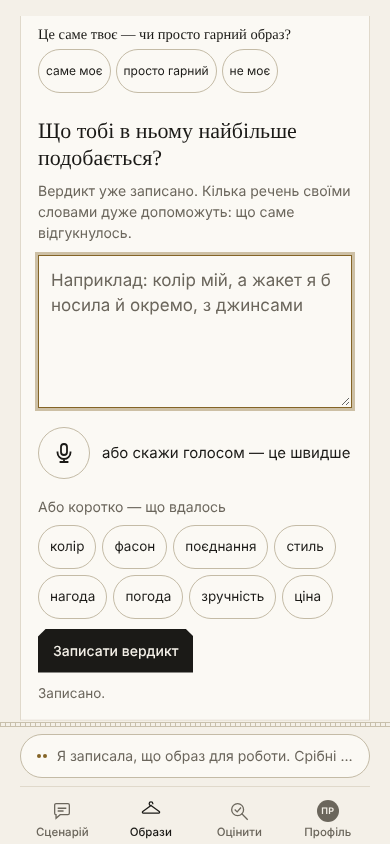 Це саме твоє — чи просто гарний образ?
саме моє просто гарний не моє
Що тобі в ньому найбільше
подобається?
Вердикт уже записано. Кілька речень своїми
словами дуже допоможуть: що саме
відгукнулось.
Наприклад: колір мій, а жакет я б
носила й окремо, з джинсами
або скажи голосом — це швидше
Або коротко — що вдалось
колір фасон поєднання стиль
нагода погода зручність ціна
Записати вердикт
Записано.
Я записала, що образ для роботи. Срібні ...
ПР
Сценарій Образи Оцінити Профіль